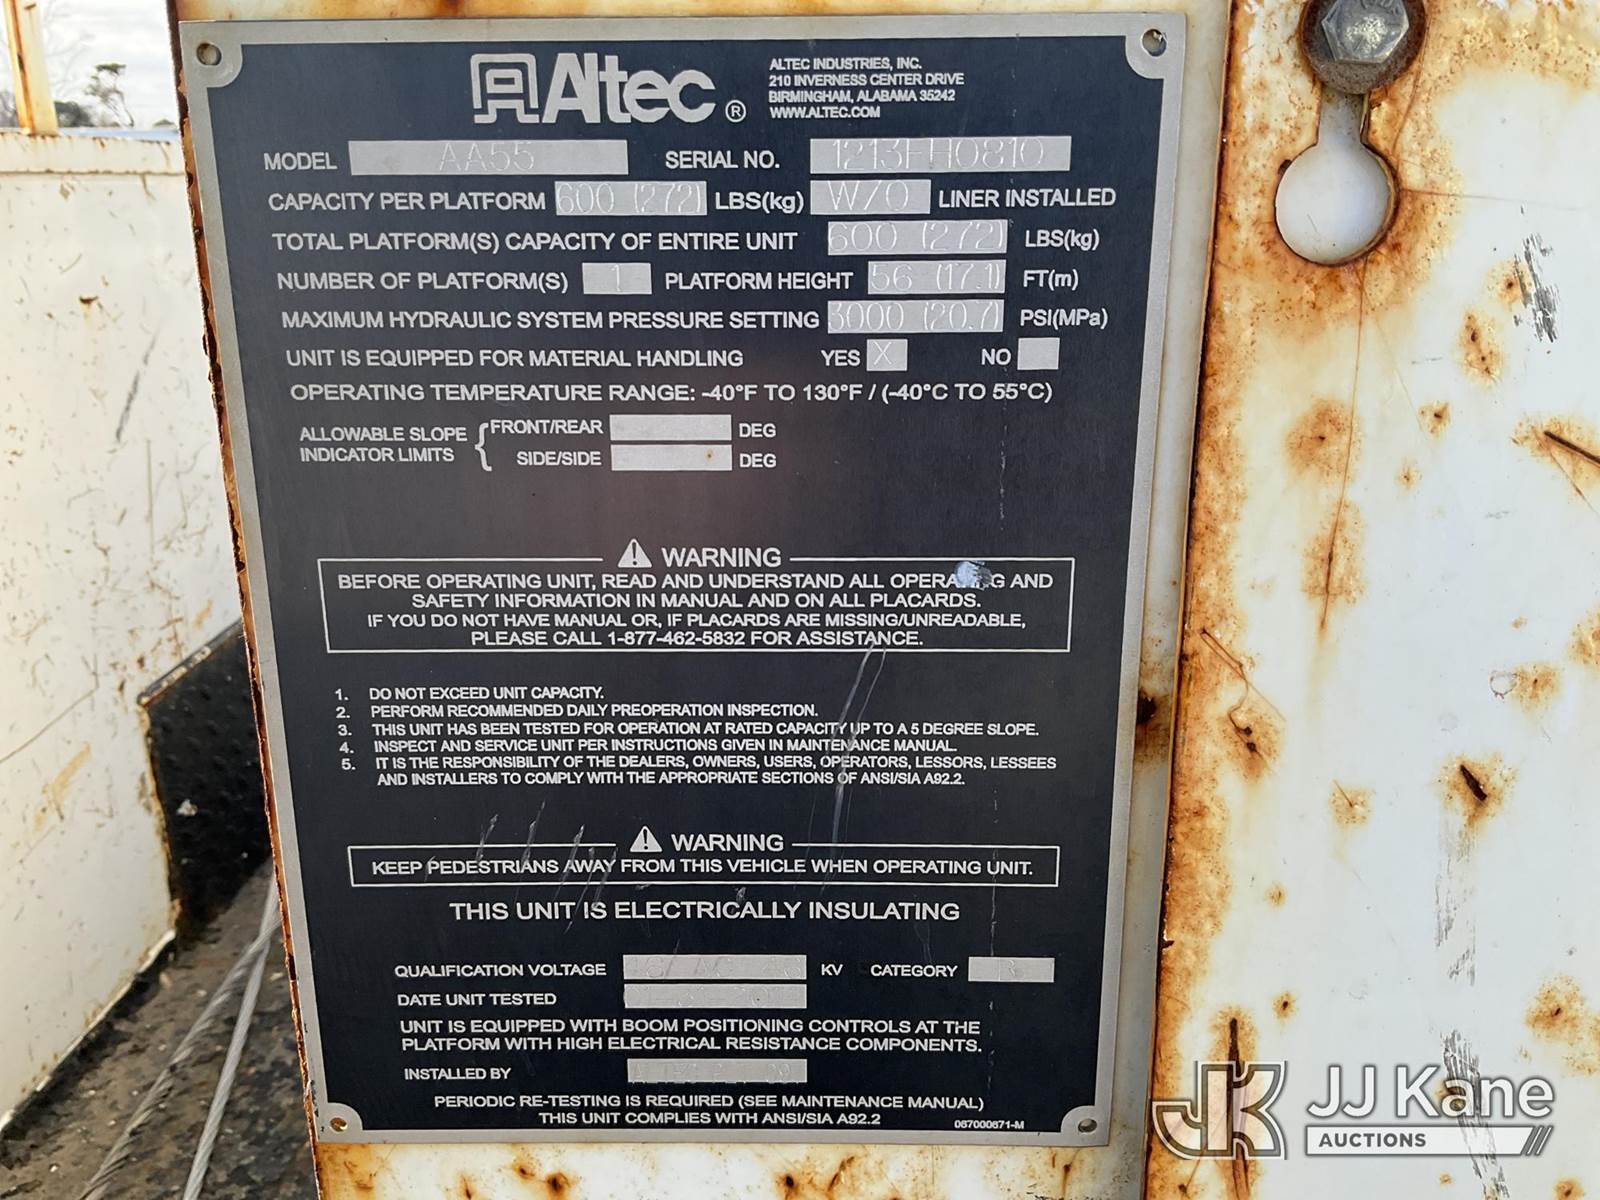 Altec®
ALTEC INDUSTRIES, INC.
210 INVERNESS CENTER DRIVE
BIRMINGHAM, ALABAMA 35242
WWW.ALTEC.COM
MODEL AA55 SERIAL NO. 1213FH0810
CAPACITY PER PLATFORM 600 (272) LBS(kg) W/O LINER INSTALLED
TOTAL PLATFORM(S) CAPACITY OF ENTIRE UNIT 600 (272) LBS(kg)
NUMBER OF PLATFORM(S) 1 PLATFORM HEIGHT 56 (17.1) FT(m)
MAXIMUM HYDRAULIC SYSTEM PRESSURE SETTING 3000 (20.7) PSI(MPa)
UNIT IS EQUIPPED FOR MATERIAL HANDLING YES X NO
OPERATING TEMPERATURE RANGE: -40°F TO 130°F / (-40°C TO 55°C)
ALLOWABLE SLOPE INDICATOR LIMITS { FRONT/REAR DEG
SIDE/SIDE DEG
⚠ WARNING
BEFORE OPERATING UNIT, READ AND UNDERSTAND ALL OPERATING AND
SAFETY INFORMATION IN MANUAL AND ON ALL PLACARDS.
IF YOU DO NOT HAVE MANUAL OR, IF PLACARDS ARE MISSING/UNREADABLE,
PLEASE CALL 1-877-462-5832 FOR ASSISTANCE.
1. DO NOT EXCEED UNIT CAPACITY.
2. PERFORM RECOMMENDED DAILY PREOPERATION INSPECTION.
3. THIS UNIT HAS BEEN TESTED FOR OPERATION AT RATED CAPACITY UP TO A 5 DEGREE SLOPE.
4. INSPECT AND SERVICE UNIT PER INSTRUCTIONS GIVEN IN MAINTENANCE MANUAL.
5. IT IS THE RESPONSIBILITY OF THE DEALERS, OWNERS, USERS, OPERATORS, LESSORS, LESSEES
AND INSTALLERS TO COMPLY WITH THE APPROPRIATE SECTIONS OF ANSI/SIA A92.2.
⚠ WARNING
KEEP PEDESTRIANS AWAY FROM THIS VEHICLE WHEN OPERATING UNIT.
THIS UNIT IS ELECTRICALLY INSULATING
QUALIFICATION VOLTAGE KV CATEGORY B
DATE UNIT TESTED
UNIT IS EQUIPPED WITH BOOM POSITIONING CONTROLS AT THE
PLATFORM WITH HIGH ELECTRICAL RESISTANCE COMPONENTS.
INSTALLED BY
PERIODIC RE-TESTING IS REQUIRED (SEE MAINTENANCE MANUAL)
THIS UNIT COMPLIES WITH ANSI/SIA A92.2
067000671-M
JK JJ Kane
AUCTIONS